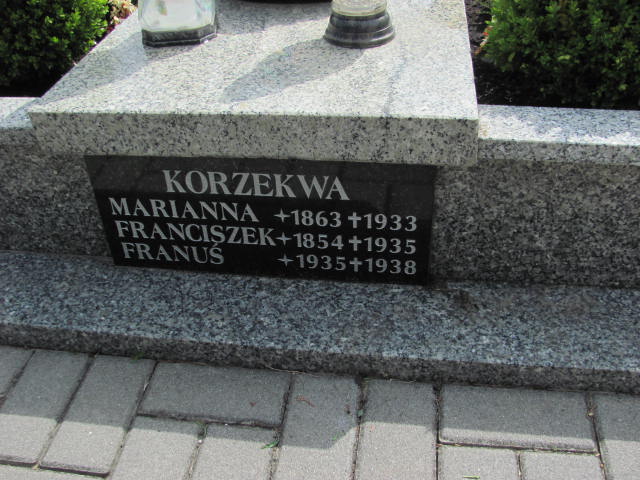 KORZEKWA
MARIANNA ✦1863 ✝1933
FRANCISZEK ✦1854 ✝1935
FRANUŚ ✦1935 ✝1938